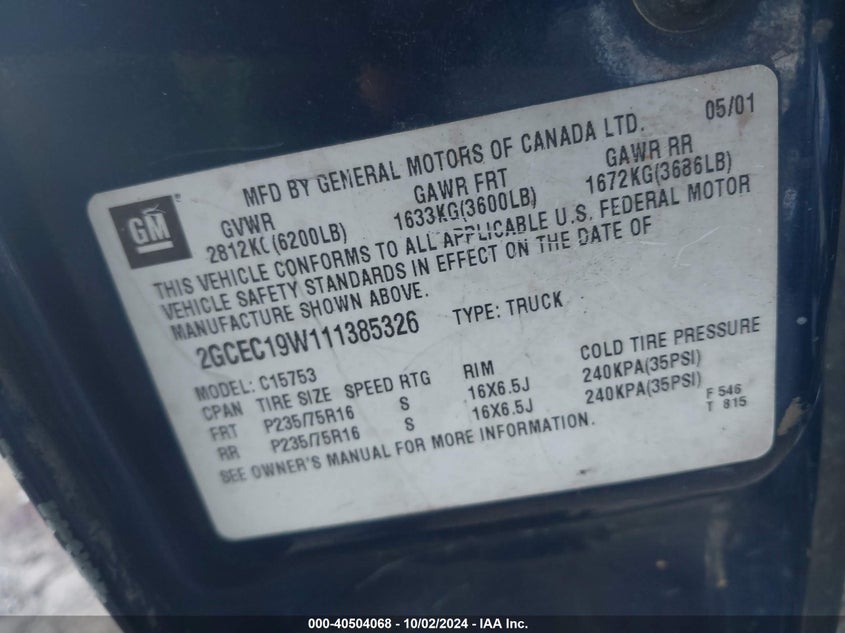 05/01
MFD BY GENERAL MOTORS OF CANADA LTD.
GM
GVWR GAWR FRT GAWR RR
2812KG(6200LB) 1633KG(3600LB) 1672KG(3686LB)
THIS VEHICLE CONFORMS TO ALL APPLICABLE U.S. FEDERAL MOTOR
VEHICLE SAFETY STANDARDS IN EFFECT ON THE DATE OF
MANUFACTURE SHOWN ABOVE.
2GCEC19W111385326 TYPE: TRUCK
MODEL: C15753
CPAN TIRE SIZE SPEED RTG RIM COLD TIRE PRESSURE
FRT P235/75R16 S 16X6.5J 240KPA(35PSI)
RR P235/75R16 S 16X6.5J 240KPA(35PSI)
SEE OWNER'S MANUAL FOR MORE INFORMATION.
F 546
T 815
000-40504068 - 10/02/2024 - IAA Inc.